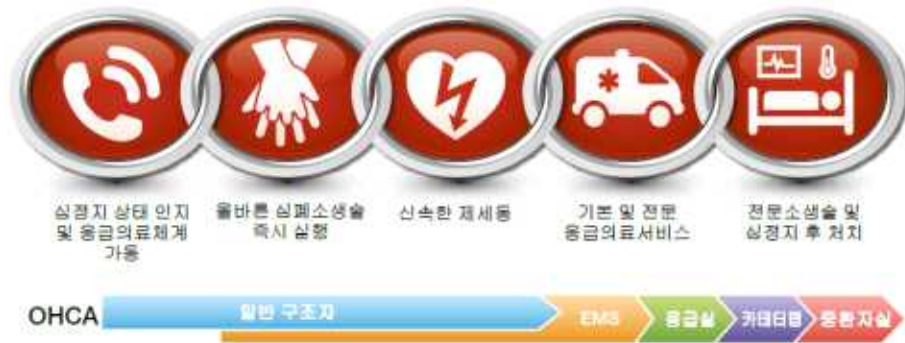 심정지 상태 인지
및 응급의료체계
가동
올바른 심폐소생술
즉시 실행
신속한 제세동
기본 및 전문
응급의료서비스
전문소생술 및
심정지 후 처치
OHCA
일반 구조자
EMS
응급실
카테터랩
중환자실